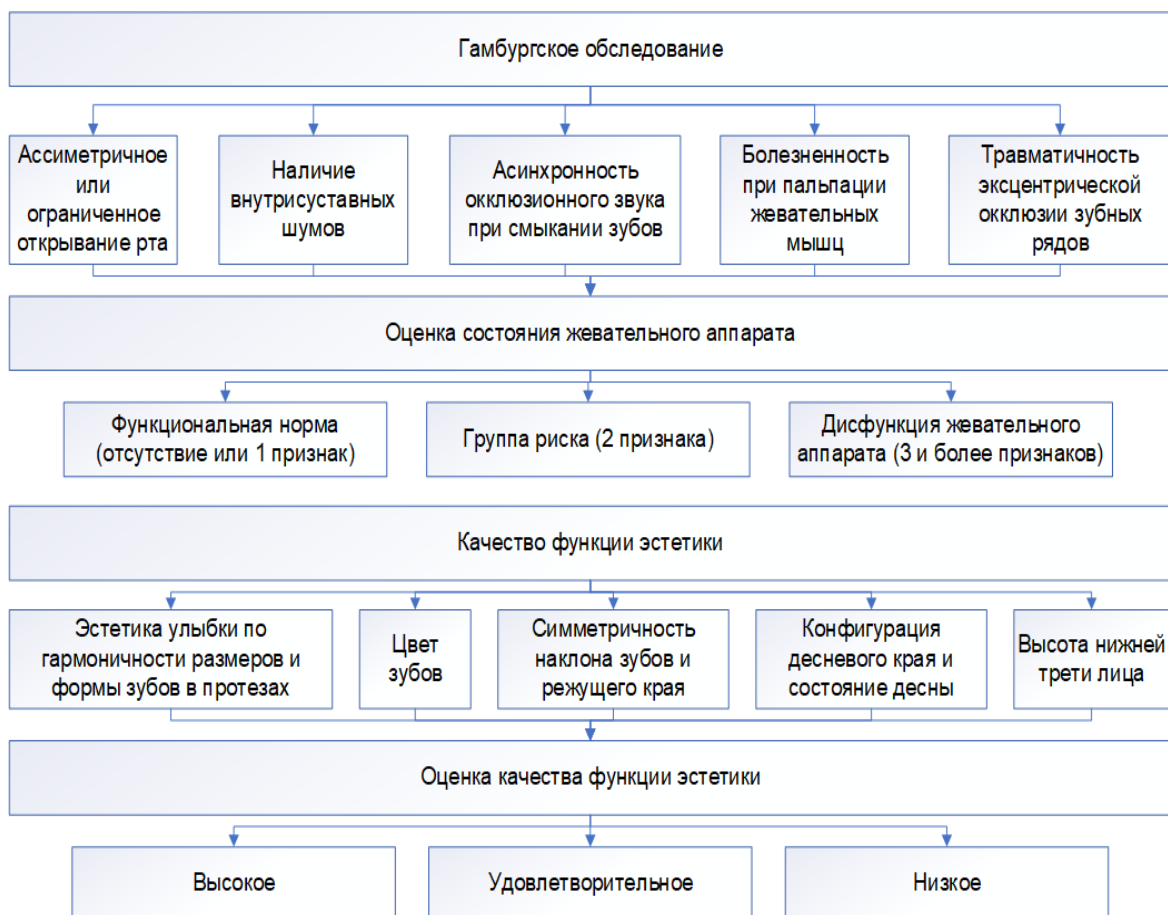 Гамбургское обследование
Ассиметричное
или
ограниченное
открывание рта
Наличие
внутрисуставных
шумов
Асинхронность
окклюзионного звука
при смыкании зубов
Болезненность
при пальпации
жевательных
мышц
Травматичность
эксцентрической
окклюзии зубных
рядов
Оценка состояния жевательного аппарата
Функциональная норма
(отсутствие или 1 признак)
Группа риска (2 признака)
Дисфункция жевательного
аппарата (3 и более признаков)
Качество функции эстетики
Эстетика улыбки по
гармоничности размеров и
формы зубов в протезах
Цвет
зубов
Симметричность
наклона зубов и
режущего края
Конфигурация
десневого края и
состояние десны
Высота нижней
трети лица
Оценка качества функции эстетики
Высокое
Удовлетворительное
Низкое